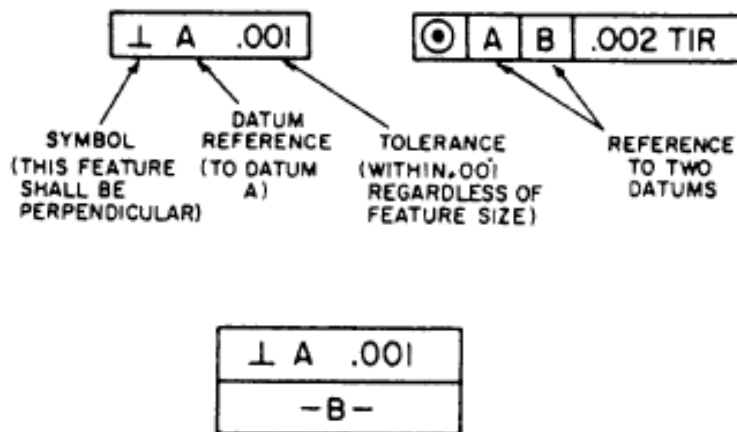 ⊥ A .001
⊙ A B .002 TIR
SYMBOL
(THIS FEATURE
SHALL BE
PERPENDICULAR)
DATUM
REFERENCE
(TO DATUM
A)
TOLERANCE
(WITHIN .001
REGARDLESS OF
FEATURE SIZE)
REFERENCE
TO TWO
DATUMS
⊥ A .001
-B-